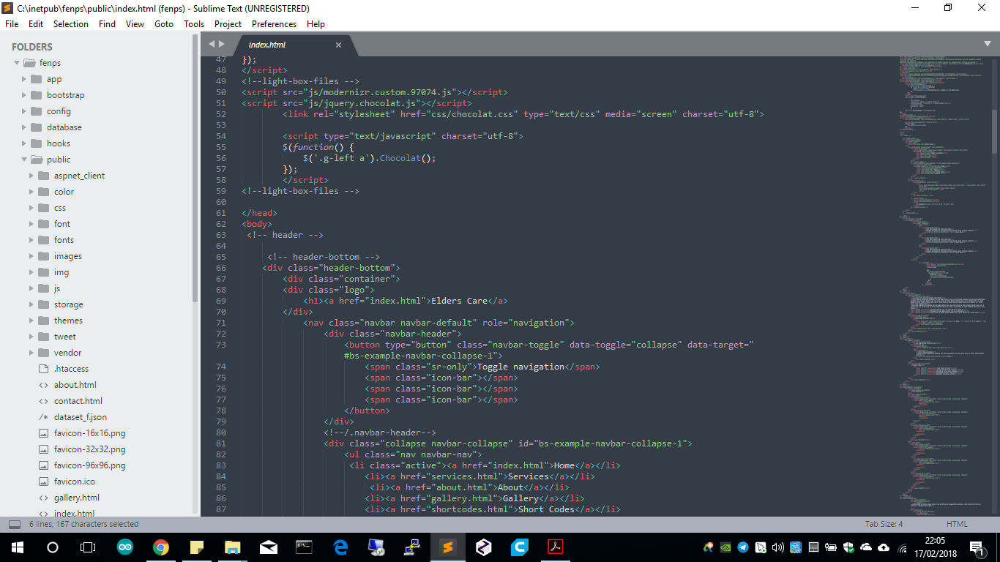 C:\inetpub\fenps\public\index.html (fenps) - Sublime Text (UNREGISTERED)
File Edit Selection Find View Goto Tools Project Preferences Help
FOLDERS
fenps
app
bootstrap
config
database
hooks
public
aspnet_client
color
css
font
fonts
images
img
js
storage
themes
tweet
vendor
.htaccess
about.html
contact.html
/* dataset_f.json
favicon-16x16.png
favicon-32x32.png
favicon-96x96.png
favicon.ico
gallery.html
index.html
index.html
47 });
48 </script>
49 <!--light-box-files -->
50 <script src="js/modernizr.custom.97074.js"></script>
51 <script src="js/jquery.chocolat.js"></script>
52 <link rel="stylesheet" href="css/chocolat.css" type="text/css" media="screen" charset="utf-8">
53
54 <script type="text/javascript" charset="utf-8">
55 $(function() {
56 $('.g-left a').Chocolat();
57 });
58 </script>
59 <!--light-box-files -->
60
61 </head>
62 <body>
63 <!-- header -->
64
65 <!-- header-bottom -->
66 <div class="header-bottom">
67 <div class="container">
68 <div class="logo">
69 <h1><a href="index.html">Elders Care</a>
70 </div>
71 <nav class="navbar navbar-default" role="navigation">
72 <div class="navbar-header">
73 <button type="button" class="navbar-toggle" data-toggle="collapse" data-target="
#bs-example-navbar-collapse-1">
74 <span class="sr-only">Toggle navigation</span>
75 <span class="icon-bar"></span>
76 <span class="icon-bar"></span>
77 <span class="icon-bar"></span>
78 </button>
79 </div>
80 <!--/.navbar-header-->
81 <div class="collapse navbar-collapse" id="bs-example-navbar-collapse-1">
82 <ul class="nav navbar-nav">
83 <li class="active"><a href="index.html">Home</a></li>
84 <li><a href="services.html">Services</a></li>
85 <li><a href="about.html">About</a></li>
86 <li><a href="gallery.html">Gallery</a></li>
87 <li><a href="shortcodes.html">Short Codes</a></li>
6 lines, 167 characters selected
Tab Size: 4
HTML
22:05
17/02/2018
1